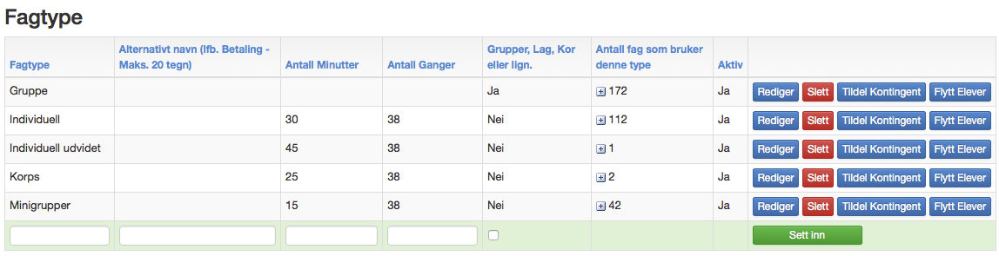 Fagtype
Fagtype Alternativt navn (Ifb. Betaling - Maks. 20 tegn) Antall Minutter Antall Ganger Grupper, Lag, Kor eller lign. Antall fag som bruker denne type Aktiv
Gruppe Ja 172 Ja Rediger Slett Tildel Kontingent Flytt Elever
Individuell 30 38 Nei 112 Ja Rediger Slett Tildel Kontingent Flytt Elever
Individuell udvidet 45 38 Nei 1 Ja Rediger Slett Tildel Kontingent Flytt Elever
Korps 25 38 Nei 2 Ja Rediger Slett Tildel Kontingent Flytt Elever
Minigrupper 15 38 Nei 42 Ja Rediger Slett Tildel Kontingent Flytt Elever
Sett inn